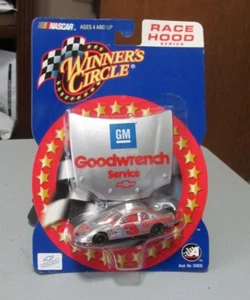 NASCAR
AGES 4 AND UP
RACE
HOOD
SERIES
WINNER'S
CIRCLE
GM
Goodwrench
Service
3